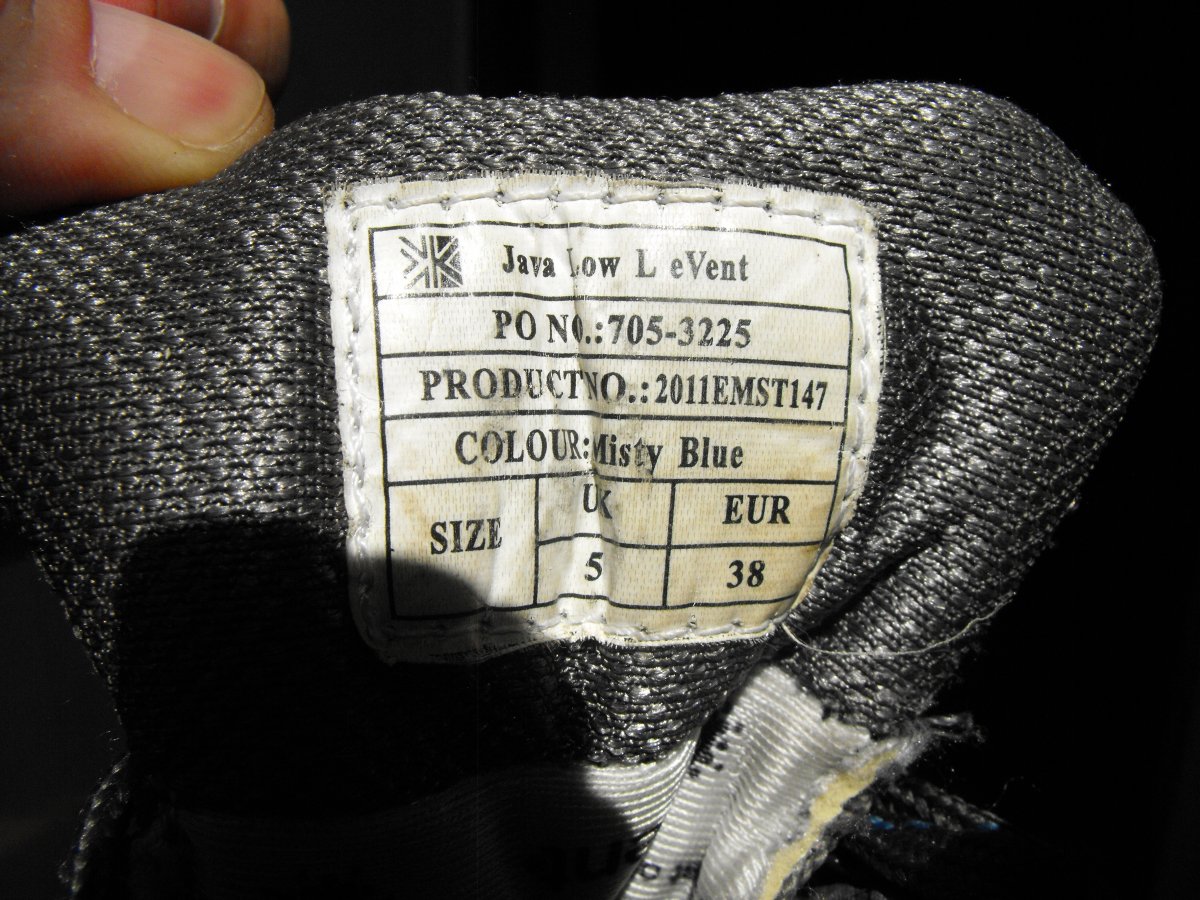 Java Low L eVent
PO NO.:705-3225
PRODUCTNO.:2011EMST147
COLOUR:Misty Blue
SIZE UK EUR
5 38